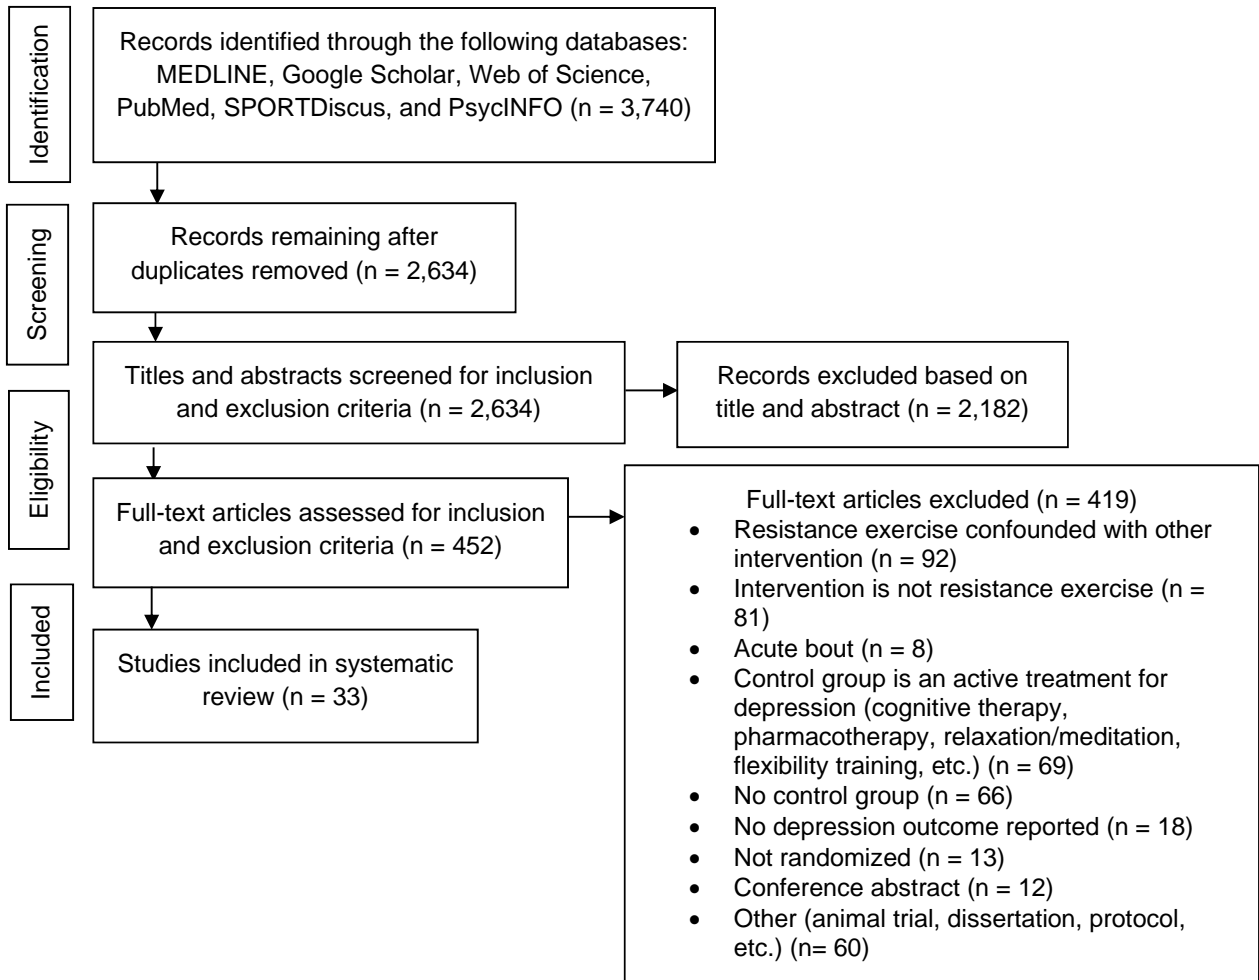 Identification
Records identified through the following databases:
MEDLINE, Google Scholar, Web of Science,
PubMed, SPORTDiscus, and PsycINFO (n = 3,740)
Screening
Records remaining after
duplicates removed (n = 2,634)
Titles and abstracts screened for inclusion
and exclusion criteria (n = 2,634)
Records excluded based on
title and abstract (n = 2,182)
Eligibility
Full-text articles assessed for inclusion
and exclusion criteria (n = 452)
Full-text articles excluded (n = 419)
• Resistance exercise confounded with other
intervention (n = 92)
• Intervention is not resistance exercise (n =
81)
• Acute bout (n = 8)
• Control group is an active treatment for
depression (cognitive therapy,
pharmacotherapy, relaxation/meditation,
flexibility training, etc.) (n = 69)
• No control group (n = 66)
• No depression outcome reported (n = 18)
• Not randomized (n = 13)
• Conference abstract (n = 12)
• Other (animal trial, dissertation, protocol,
etc.) (n= 60)
Included
Studies included in systematic
review (n = 33)